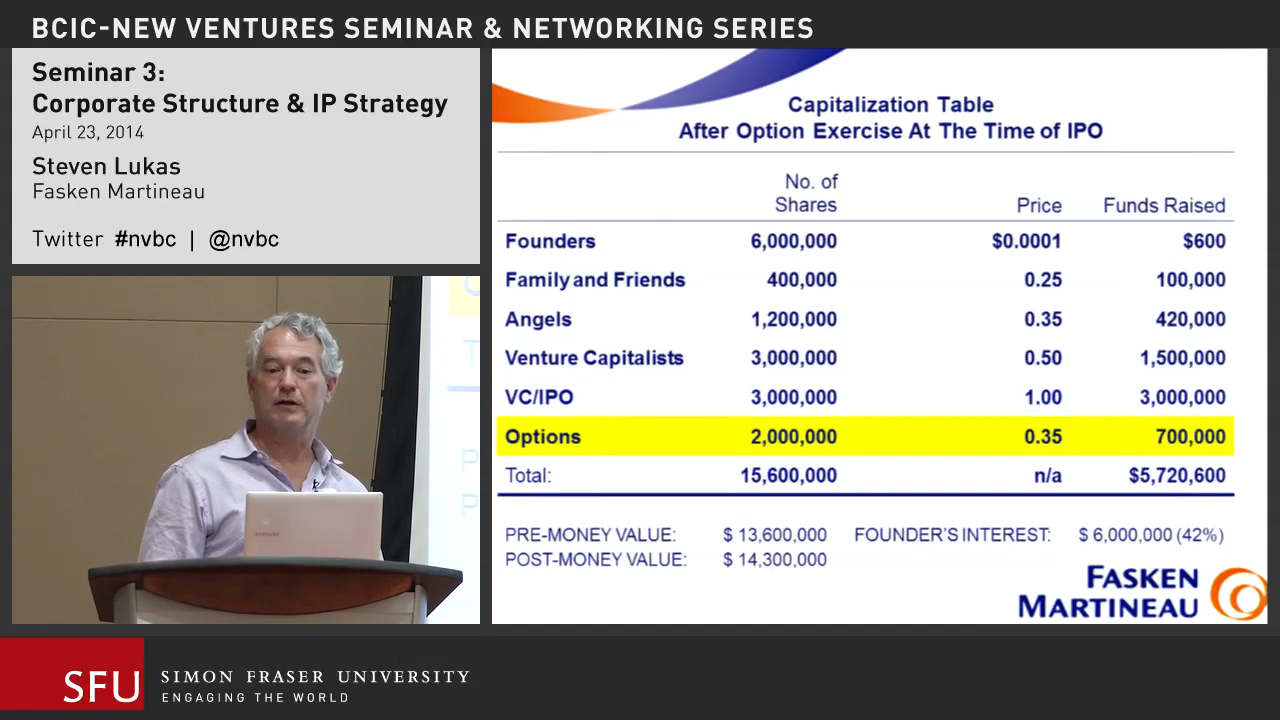 BCIC-NEW VENTURES SEMINAR & NETWORKING SERIES
Seminar 3:
Corporate Structure & IP Strategy
April 23, 2014
Steven Lukas
Fasken Martineau
Twitter #nvbc | @nvbc
Capitalization Table
After Option Exercise At The Time of IPO
No. of
Shares Price Funds Raised
Founders 6,000,000 $0.0001 $600
Family and Friends 400,000 0.25 100,000
Angels 1,200,000 0.35 420,000
Venture Capitalists 3,000,000 0.50 1,500,000
VC/IPO 3,000,000 1.00 3,000,000
Options 2,000,000 0.35 700,000
Total: 15,600,000 n/a $5,720,600
PRE-MONEY VALUE: $ 13,600,000 FOUNDER'S INTEREST: $ 6,000,000 (42%)
POST-MONEY VALUE: $ 14,300,000
FASKEN
MARTINEAU
SAMSUNG
SFU SIMON FRASER UNIVERSITY
ENGAGING THE WORLD